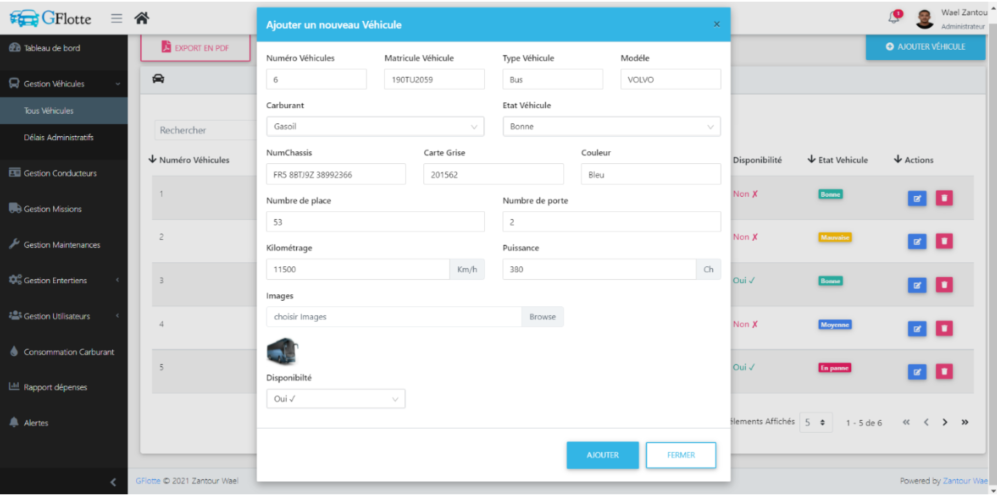 GFlotte
Wael Zantou
Administrateur
Tableau de bord
Gestion Véhicules
Tous Véhicules
Délais Administratifs
Gestion Conducteurs
Gestion Missions
Gestion Maintenances
Gestion Entertiens
Gestion Utilisateurs
Consommation Carburant
Rapport dépenses
Alertes
EXPORT EN PDF
AJOUTER VÉHICULE
Rechercher
Numéro Véhicules
Disponibilité Etat Vehicule Actions
1 Non ✗ Bonne
2 Non ✗ Mauvaise
3 Oui ✓ Bonne
4 Non ✗ Moyenne
5 Oui ✓ En panne
élements Affichés 5 1 - 5 de 6
Ajouter un nouveau Véhicule ×
Numéro Véhicules Matricule Véhicule Type Véhicule Modéle
6 190TU2059 Bus VOLVO
Carburant Etat Véhicule
Gasoil Bonne
NumChassis Carte Grise Couleur
FR5 8BTJ9Z 38992366 201562 Bleu
Numbre de place Numbre de porte
53 2
Kilométrage Puissance
11500 Km/h 380 Ch
Images
choisir Images Browse
Disponibilté
Oui ✓
AJOUTER FERMER
GFlotte © 2021 Zantour Wael
Powered by Zantour Wae